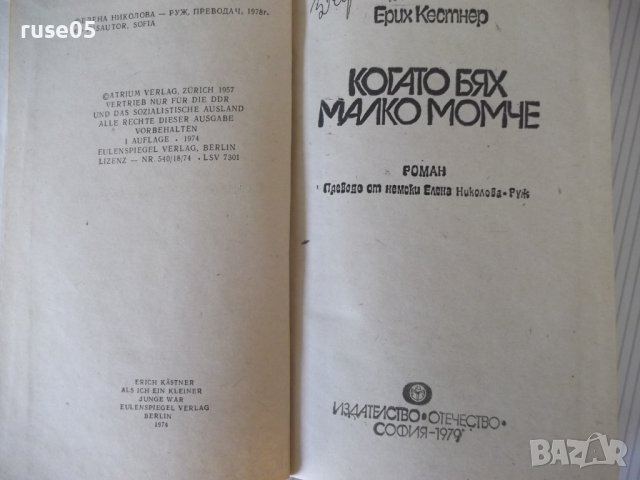 ruse05
ЕЛЕНА НИКОЛОВА — РУЖ, ПРЕВОДАЧ, 1978г.
SAUTOR, SOFIA
©ATRIUM VERLAG, ZÜRICH 1957
VERTRIEB NUR FÜR DIE DDR
UND DAS SOZIALISTISCHE AUSLAND
ALLE RECHTE DIESER AUSGABE
VORBEHALTEN
1 AUFLAGE · 1974
EULENSPIEGEL VERLAG, BERLIN
LIZENZ — NR. 540/18/74 · LSV 7301
ERICH KÄSTNER
ALS ICH EIN KLEINER
JUNGE WAR
EULENSPIEGEL VERLAG
BERLIN
1974
Ерих Кестнер
КОГАТО БЯХ
МАЛКО МОМЧЕ
РОМАН
Преведе от немски Елена Николова-Руж
ИЗДАТЕЛСТВО·ОТЕЧЕСТВО·
СОФИЯ-1979
BAZAR
.bg